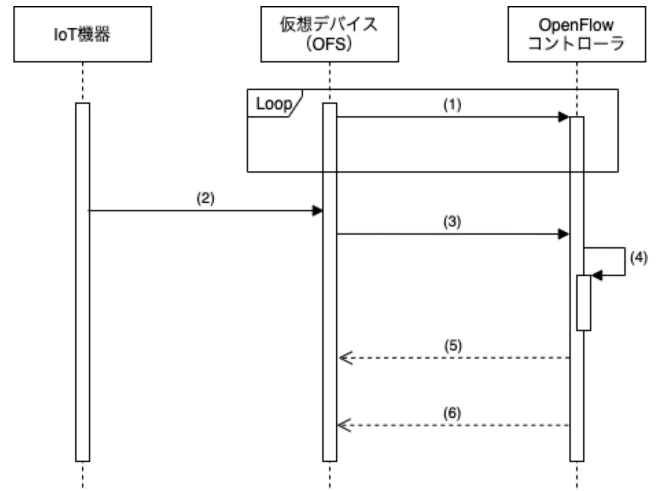 IoT機器
仮想デバイス
（OFS）
OpenFlow
コントローラ
Loop
(1)
(2)
(3)
(4)
(5)
(6)